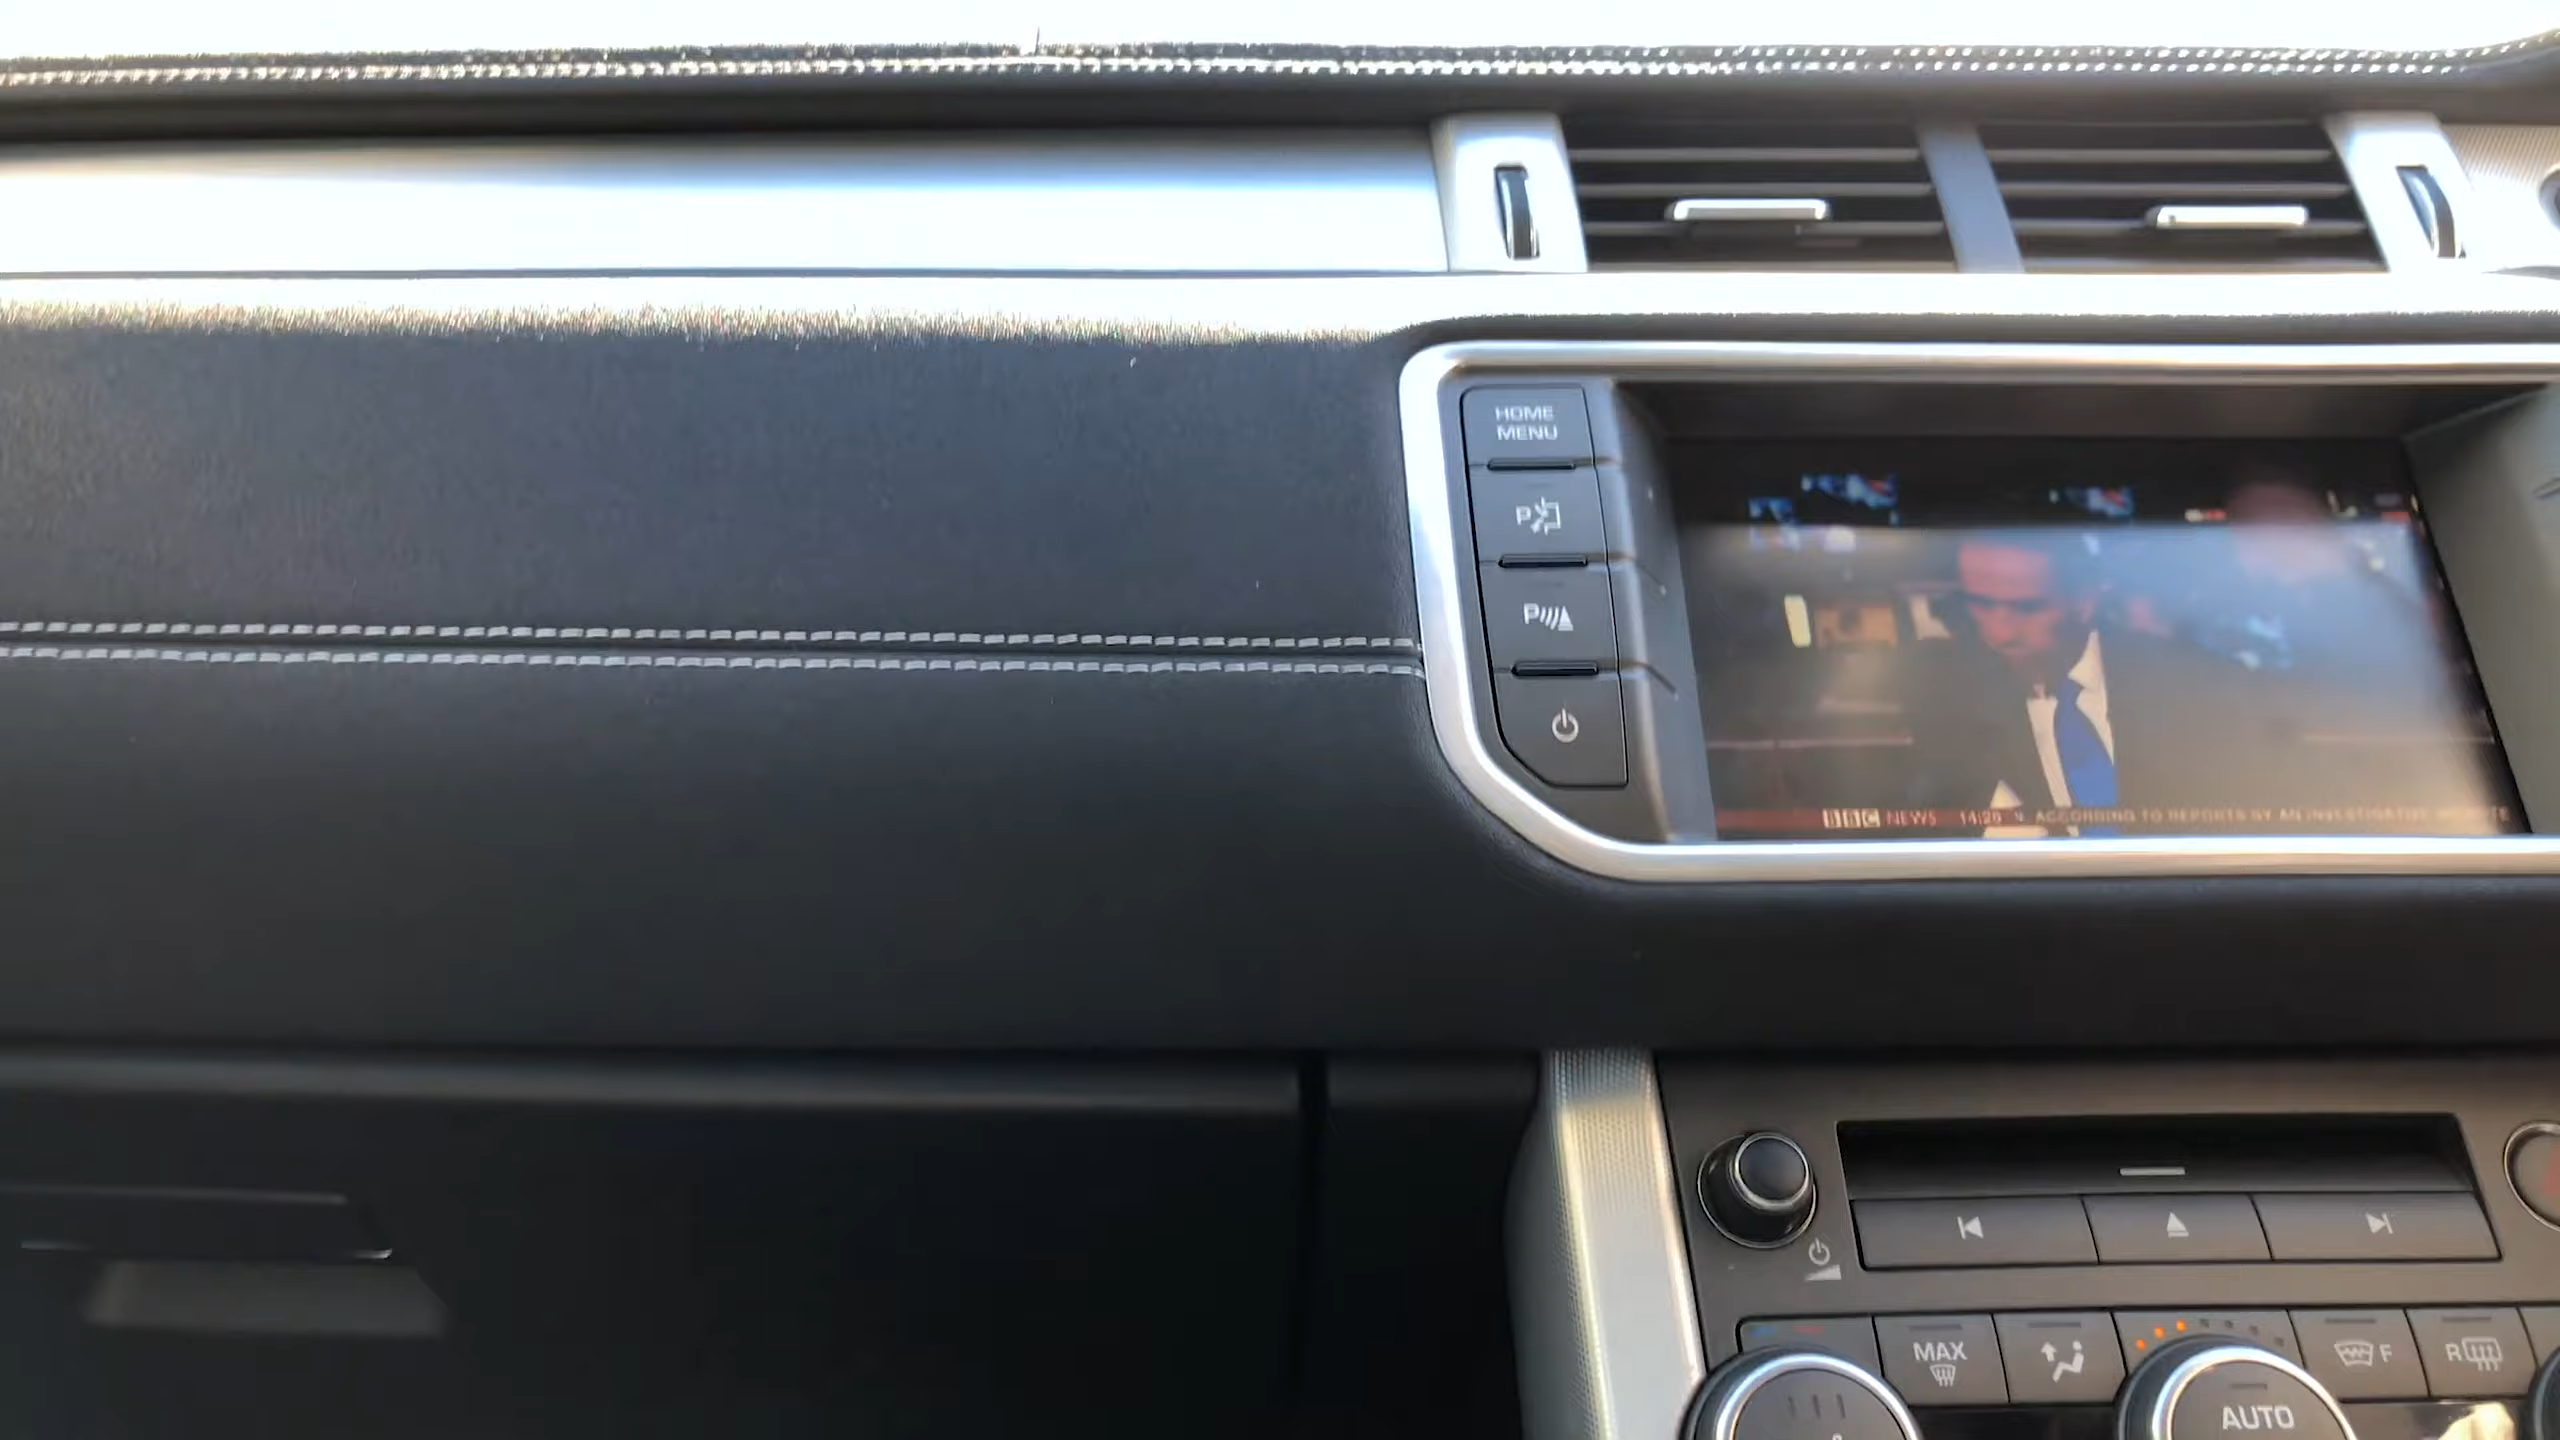 HOME
MENU
P
P
BBC NEWS 14:28 ACCORDING TO REPORTS BY AN INVESTIGATIVE
MAX
F
R
AUTO